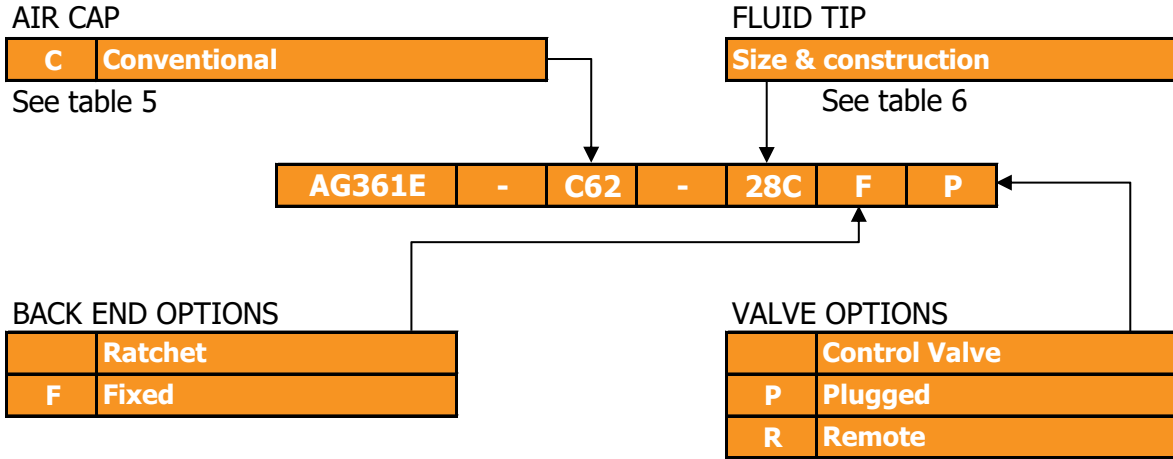 AIR CAP
C Conventional
See table 5
FLUID TIP
Size & construction
See table 6
AG361E - C62 - 28C F P
BACK END OPTIONS
Ratchet
F Fixed
VALVE OPTIONS
Control Valve
P Plugged
R Remote